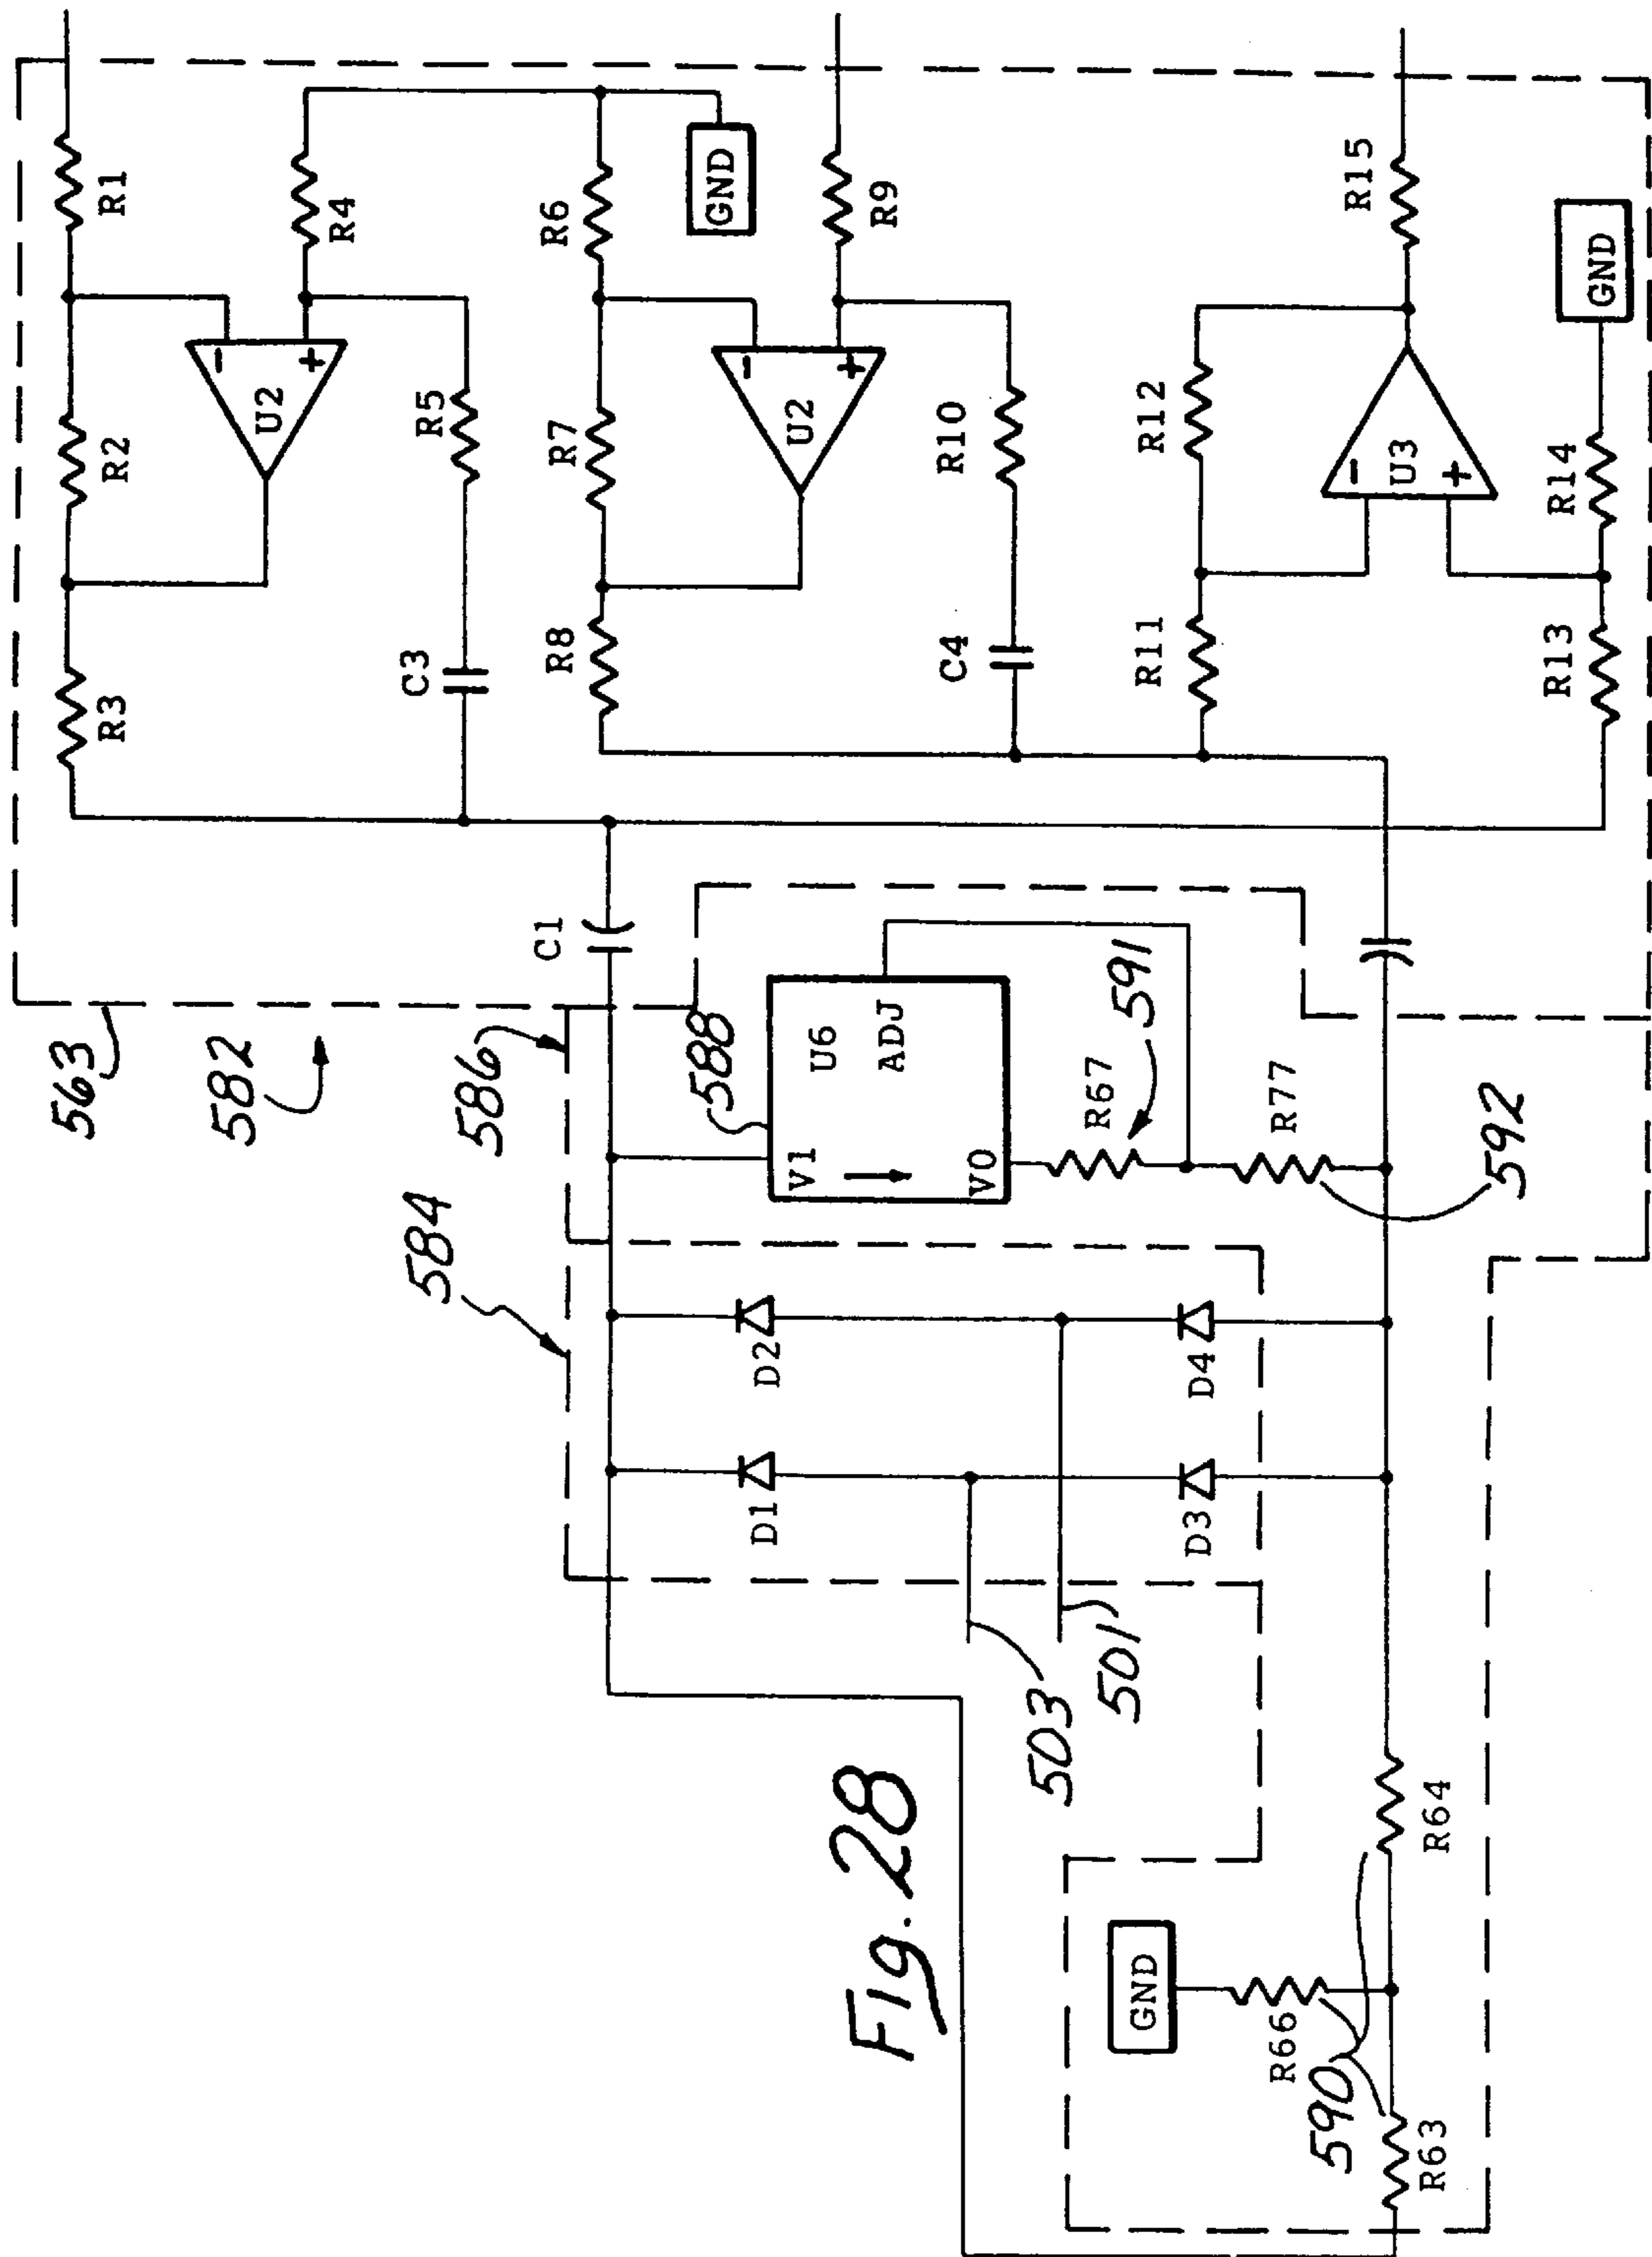 R1
R2
R3
R4
U2
-
+
R5
C3
R6
R7
R8
GND
U2
-
+
R9
R10
C4
R11
R12
R15
U3
-
+
R13
R14
GND
563
582
586
584
C1
588
V1
U6
ADJ
V0
R67
591
R77
592
D2
D1
D4
D3
503
501
Fig. 28
GND
R66
590
R64
R63